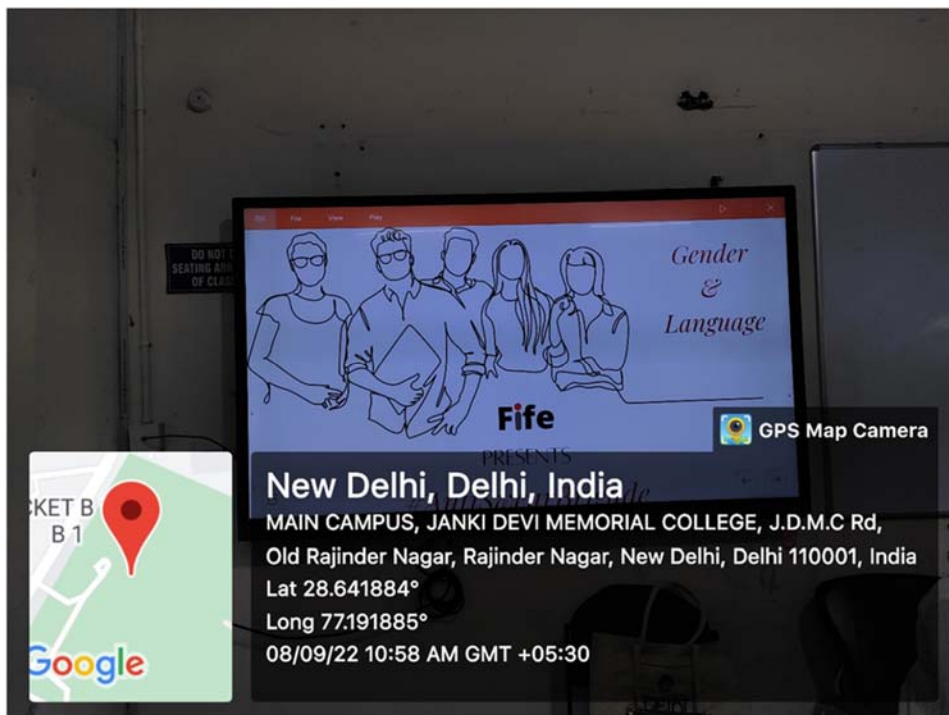 File
View
Play
DO NOT
SEATING
OF CLASS
Gender
&
Language
Fife
PRESENTS
GPS Map Camera
KET B
B 1
Google
New Delhi, Delhi, India
MAIN CAMPUS, JANKI DEVI MEMORIAL COLLEGE, J.D.M.C Rd,
Old Rajinder Nagar, Rajinder Nagar, New Delhi, Delhi 110001, India
Lat 28.641884°
Long 77.191885°
08/09/22 10:58 AM GMT +05:30